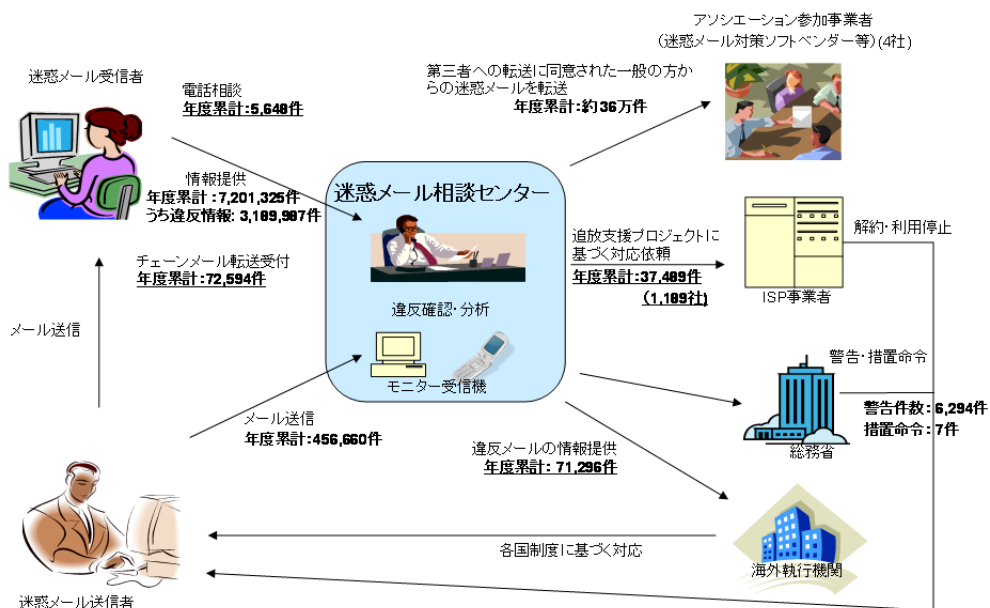 アソシエーション参加事業者
(迷惑メール対策ソフトベンダー等)(4社)
迷惑メール受信者
第三者への転送に同意された一般の方か
らの迷惑メールを転送
年度累計:約36万件
電話相談
年度累計:5,640件
情報提供
年度累計:7,201,325件
うち違反情報:3,109,907件
チェーンメール転送受付
年度累計:72,594件
メール送信
迷惑メール相談センター
違反確認・分析
モニター受信機
追放支援プロジェクトに
基づく対応依頼
年度累計:37,409件
(1,109社)
ISP事業者
解約・利用停止
警告・措置命令
警告件数:6,294件
措置命令:7件
総務省
メール送信
年度累計:456,660件
違反メールの情報提供
年度累計:71,296件
各国制度に基づく対応
海外執行機関
迷惑メール送信者